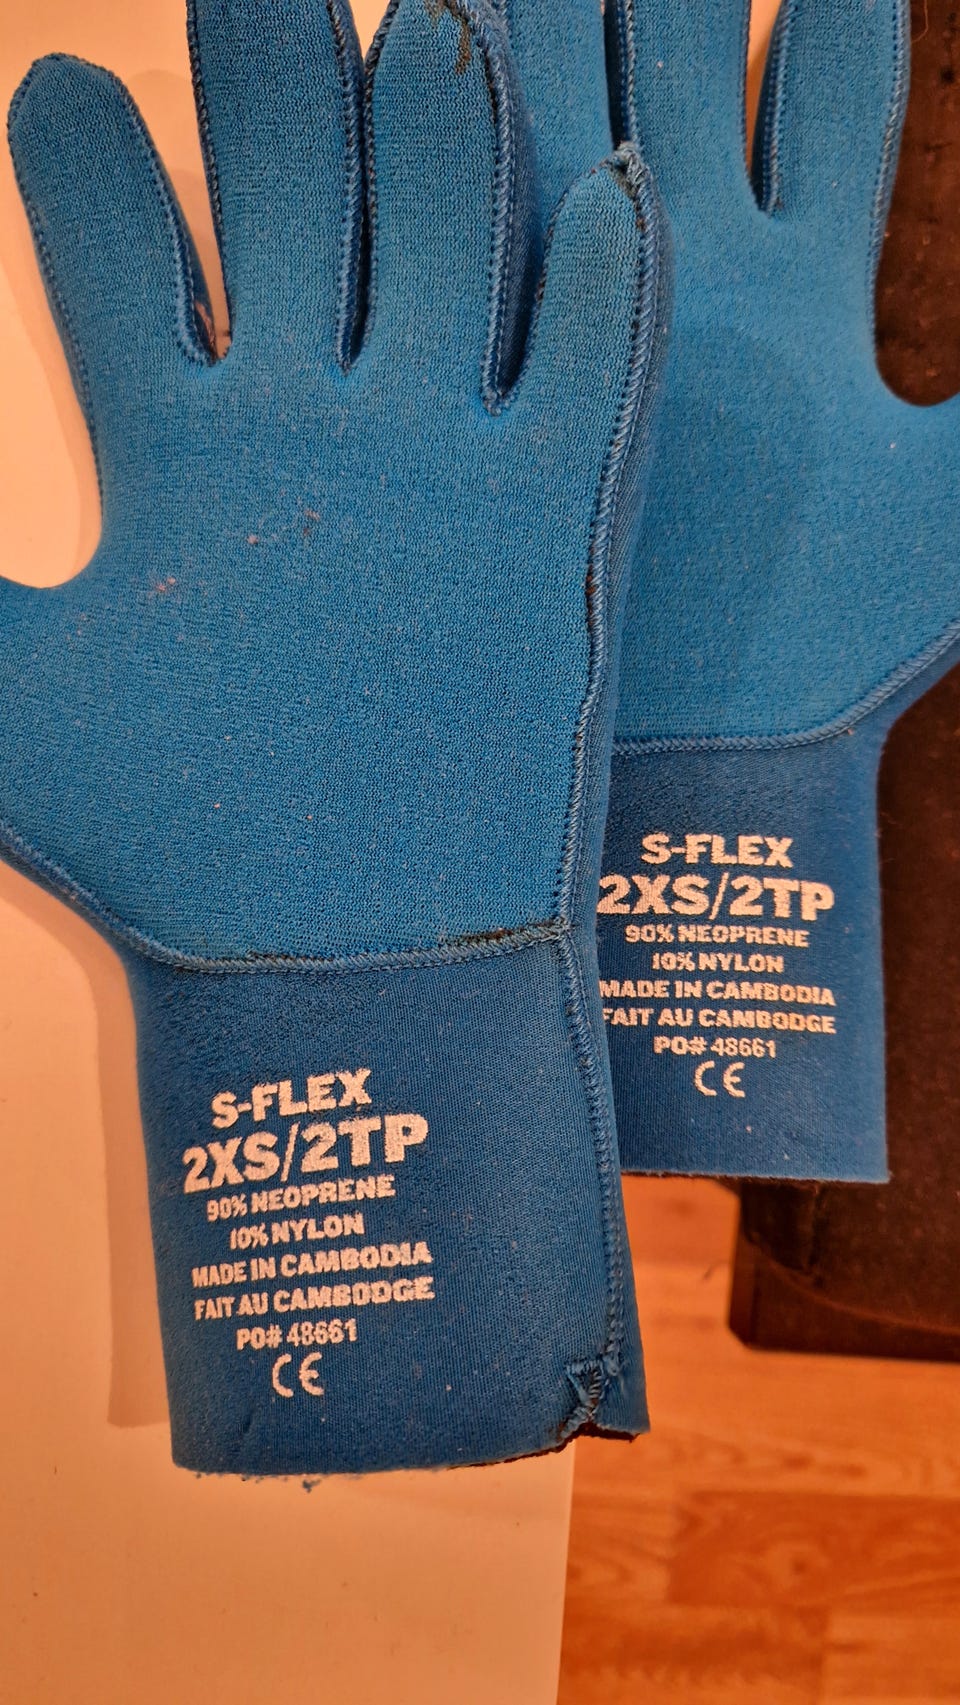 S-FLEX
2XS/2TP
90% NEOPRENE
10% NYLON
MADE IN CAMBODIA
FAIT AU CAMBODGE
PO# 48661
CE
S-FLEX
2XS/2TP
90% NEOPRENE
10% NYLON
MADE IN CAMBODIA
FAIT AU CAMBODGE
PO# 48661
CE